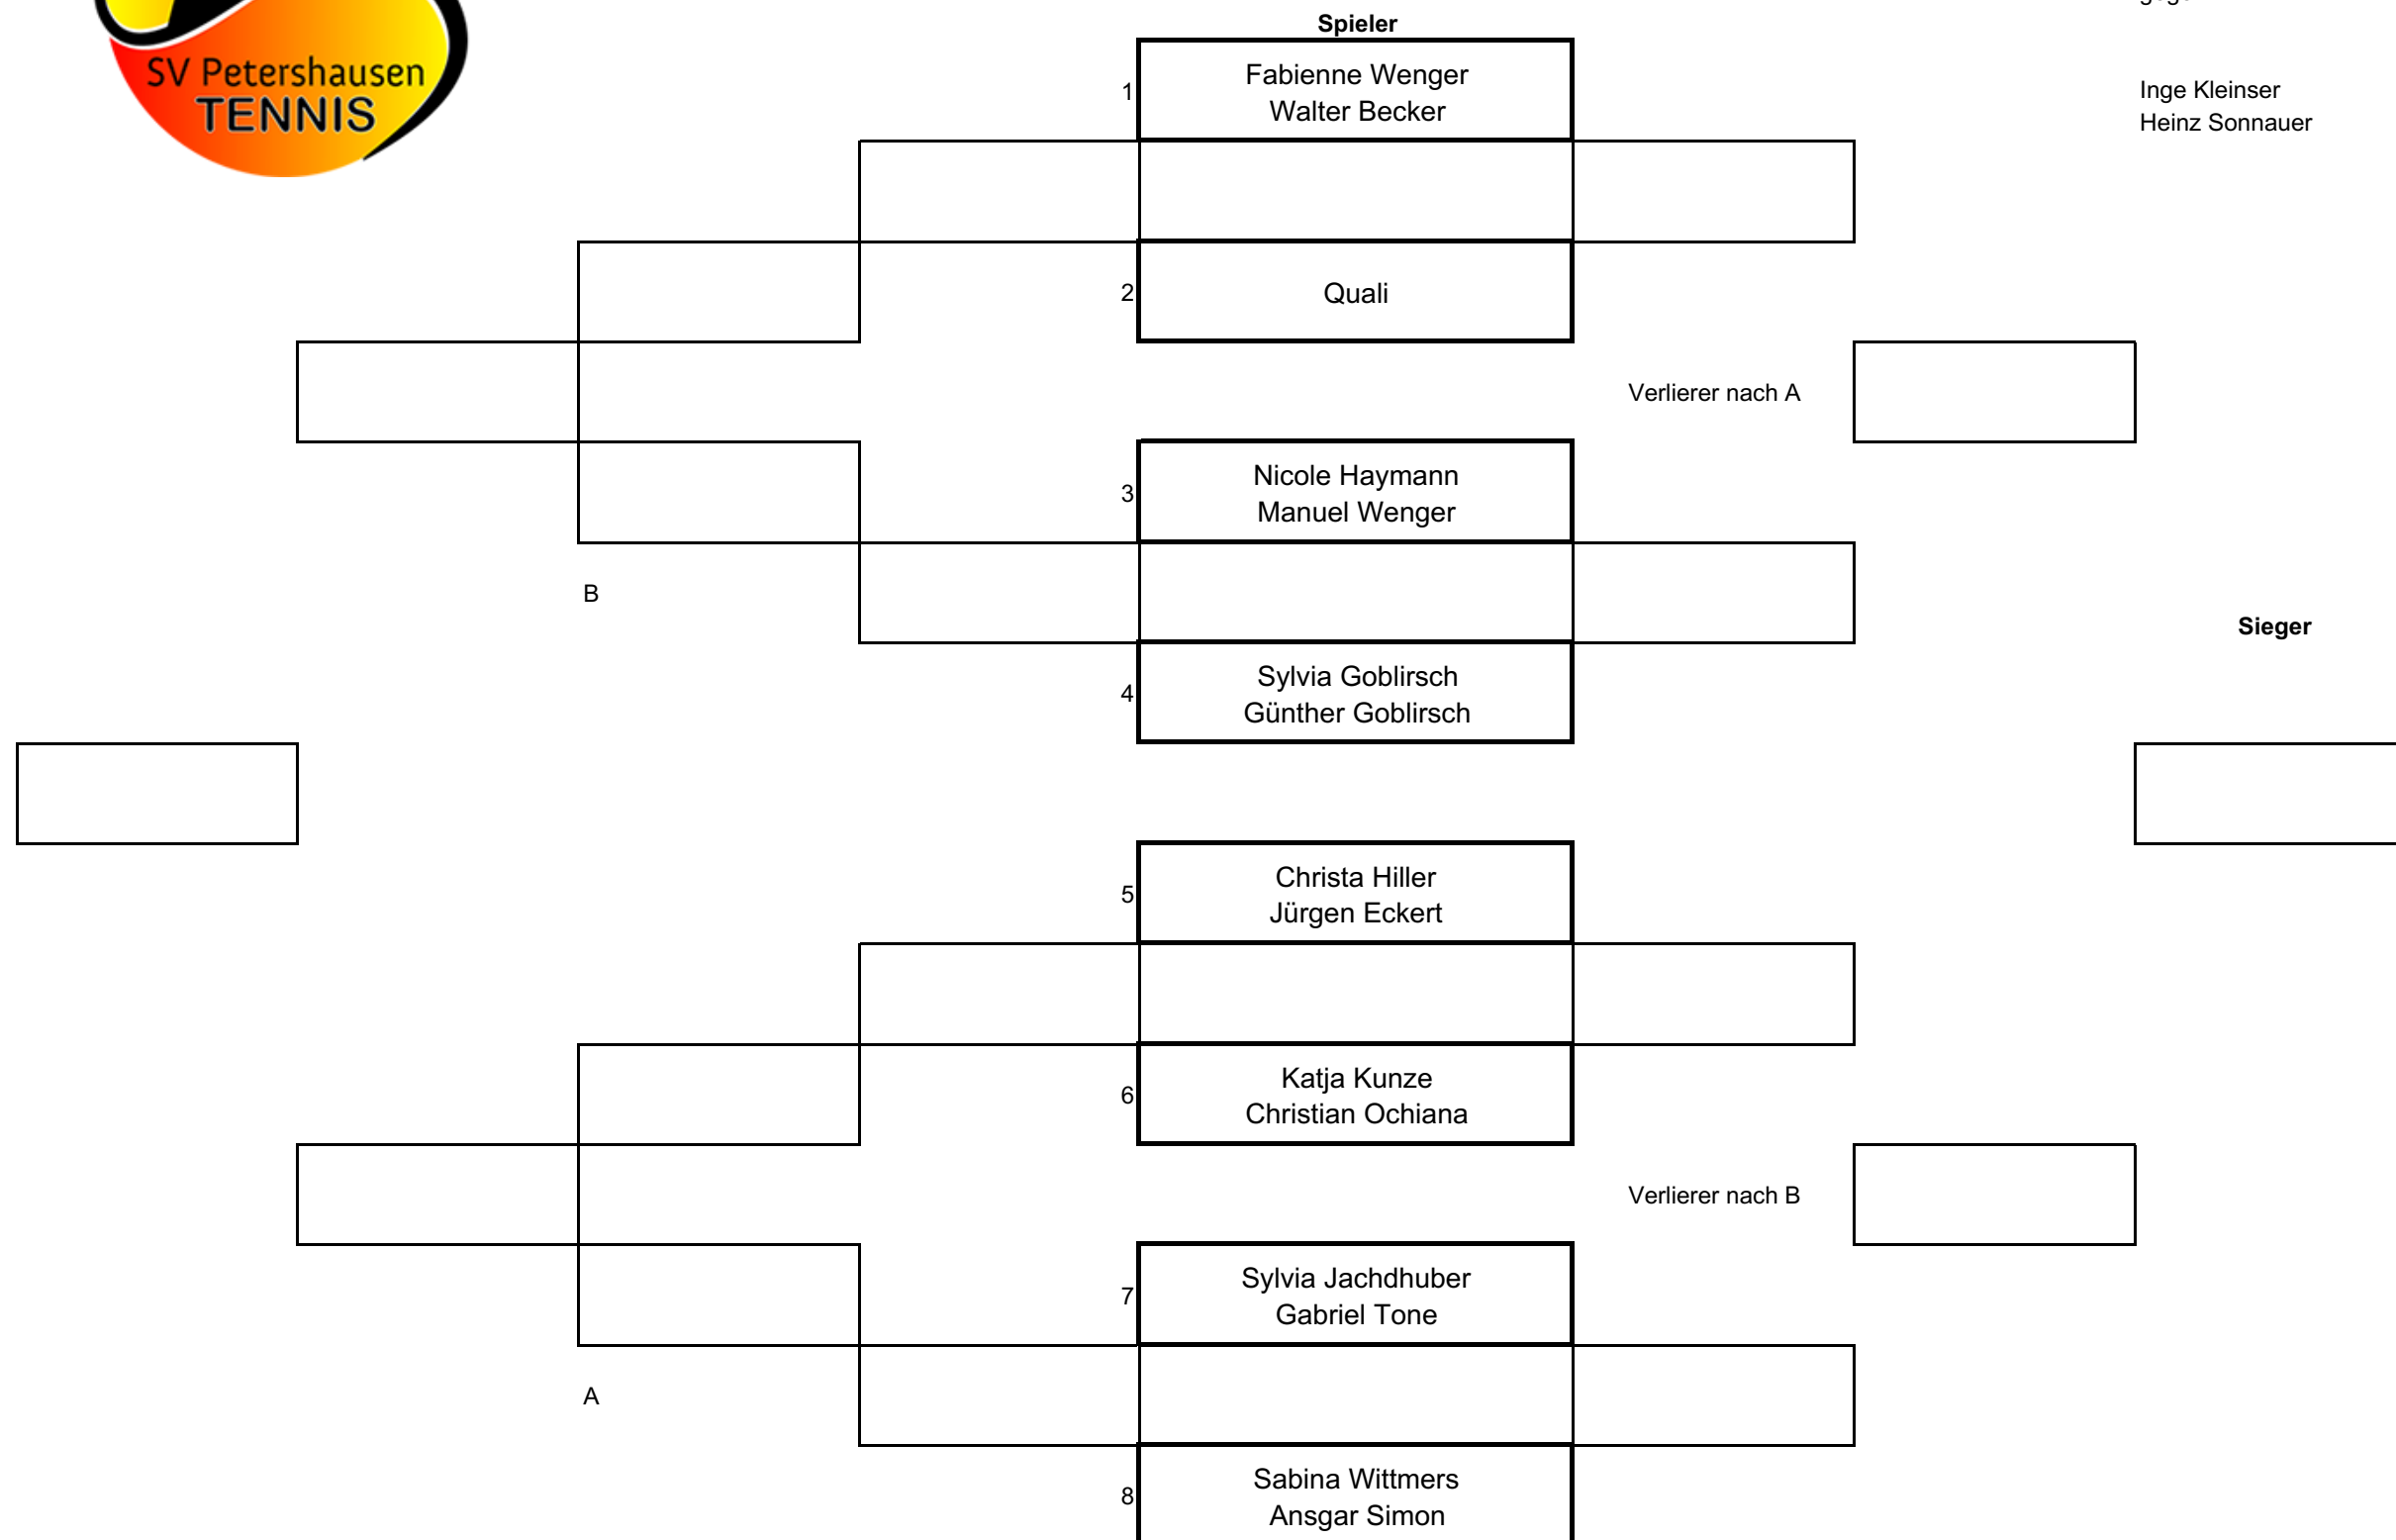 SV Petershausen
TENNIS
Spieler
1
Fabienne Wenger
Walter Becker
Inge Kleinser
Heinz Sonnauer
2
Quali
Verlierer nach A
3
Nicole Haymann
Manuel Wenger
B
Sieger
4
Sylvia Goblirsch
Günther Goblirsch
5
Christa Hiller
Jürgen Eckert
6
Katja Kunze
Christian Ochiana
Verlierer nach B
7
Sylvia Jachdhuber
Gabriel Tone
A
8
Sabina Wittmers
Ansgar Simon